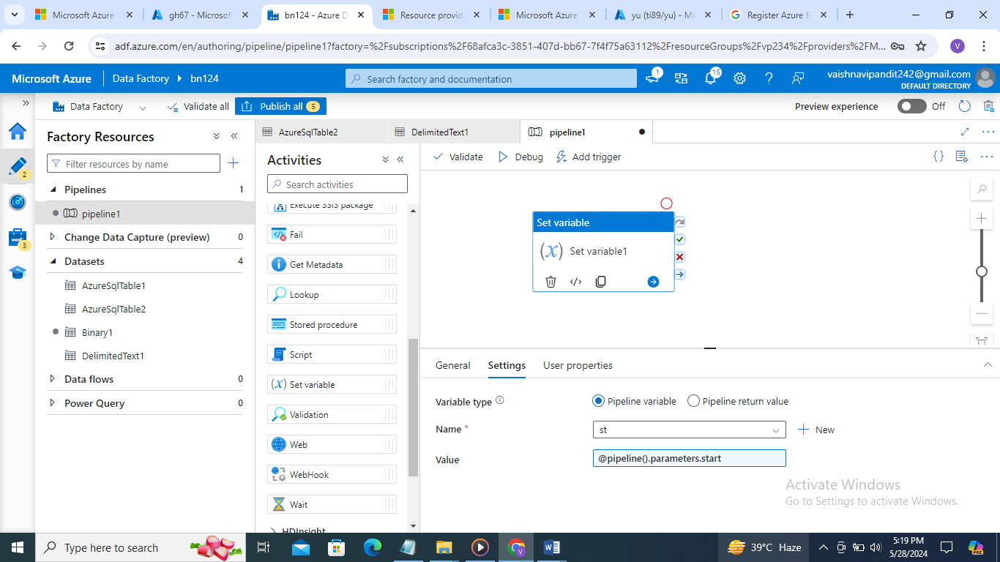 Microsoft Azure
gh67 - Microsoft
bn124 - Azure D
Resource provid
Microsoft Azure
yu (ti89/yu) - Mi
Register Azure E
adf.azure.com/en/authoring/pipeline/pipeline1?factory=%2Fsubscriptions%2F68afca3c-3851-407d-bb67-7f4f75a63112%2FresourceGroups%2Fvp234%2Fproviders%2FM...
V
Microsoft Azure
Data Factory
bn124
Search factory and documentation
1
15
vaishnavipandit242@gmail.com
DEFAULT DIRECTORY
Data Factory
Validate all
Publish all
5
Preview experience
Off
2
3
Factory Resources
Filter resources by name
Pipelines
1
pipeline1
Change Data Capture (preview)
0
Datasets
4
AzureSqlTable1
AzureSqlTable2
Binary1
DelimitedText1
Data flows
0
Power Query
0
AzureSqlTable2
DelimitedText1
pipeline1
Activities
Search activities
Execute SSIS package
Fail
Get Metadata
Lookup
Stored procedure
Script
(x) Set variable
Validation
Web
WebHook
Wait
HDInsight
Validate
Debug
Add trigger
{}
Set variable
(x) Set variable1
General
Settings
User properties
Variable type
Pipeline variable
Pipeline return value
Name *
st
New
Value
@pipeline().parameters.start
Activate Windows
Go to Settings to activate Windows.
Type here to search
V
39°C Haze
5:19 PM
5/28/2024
PRE